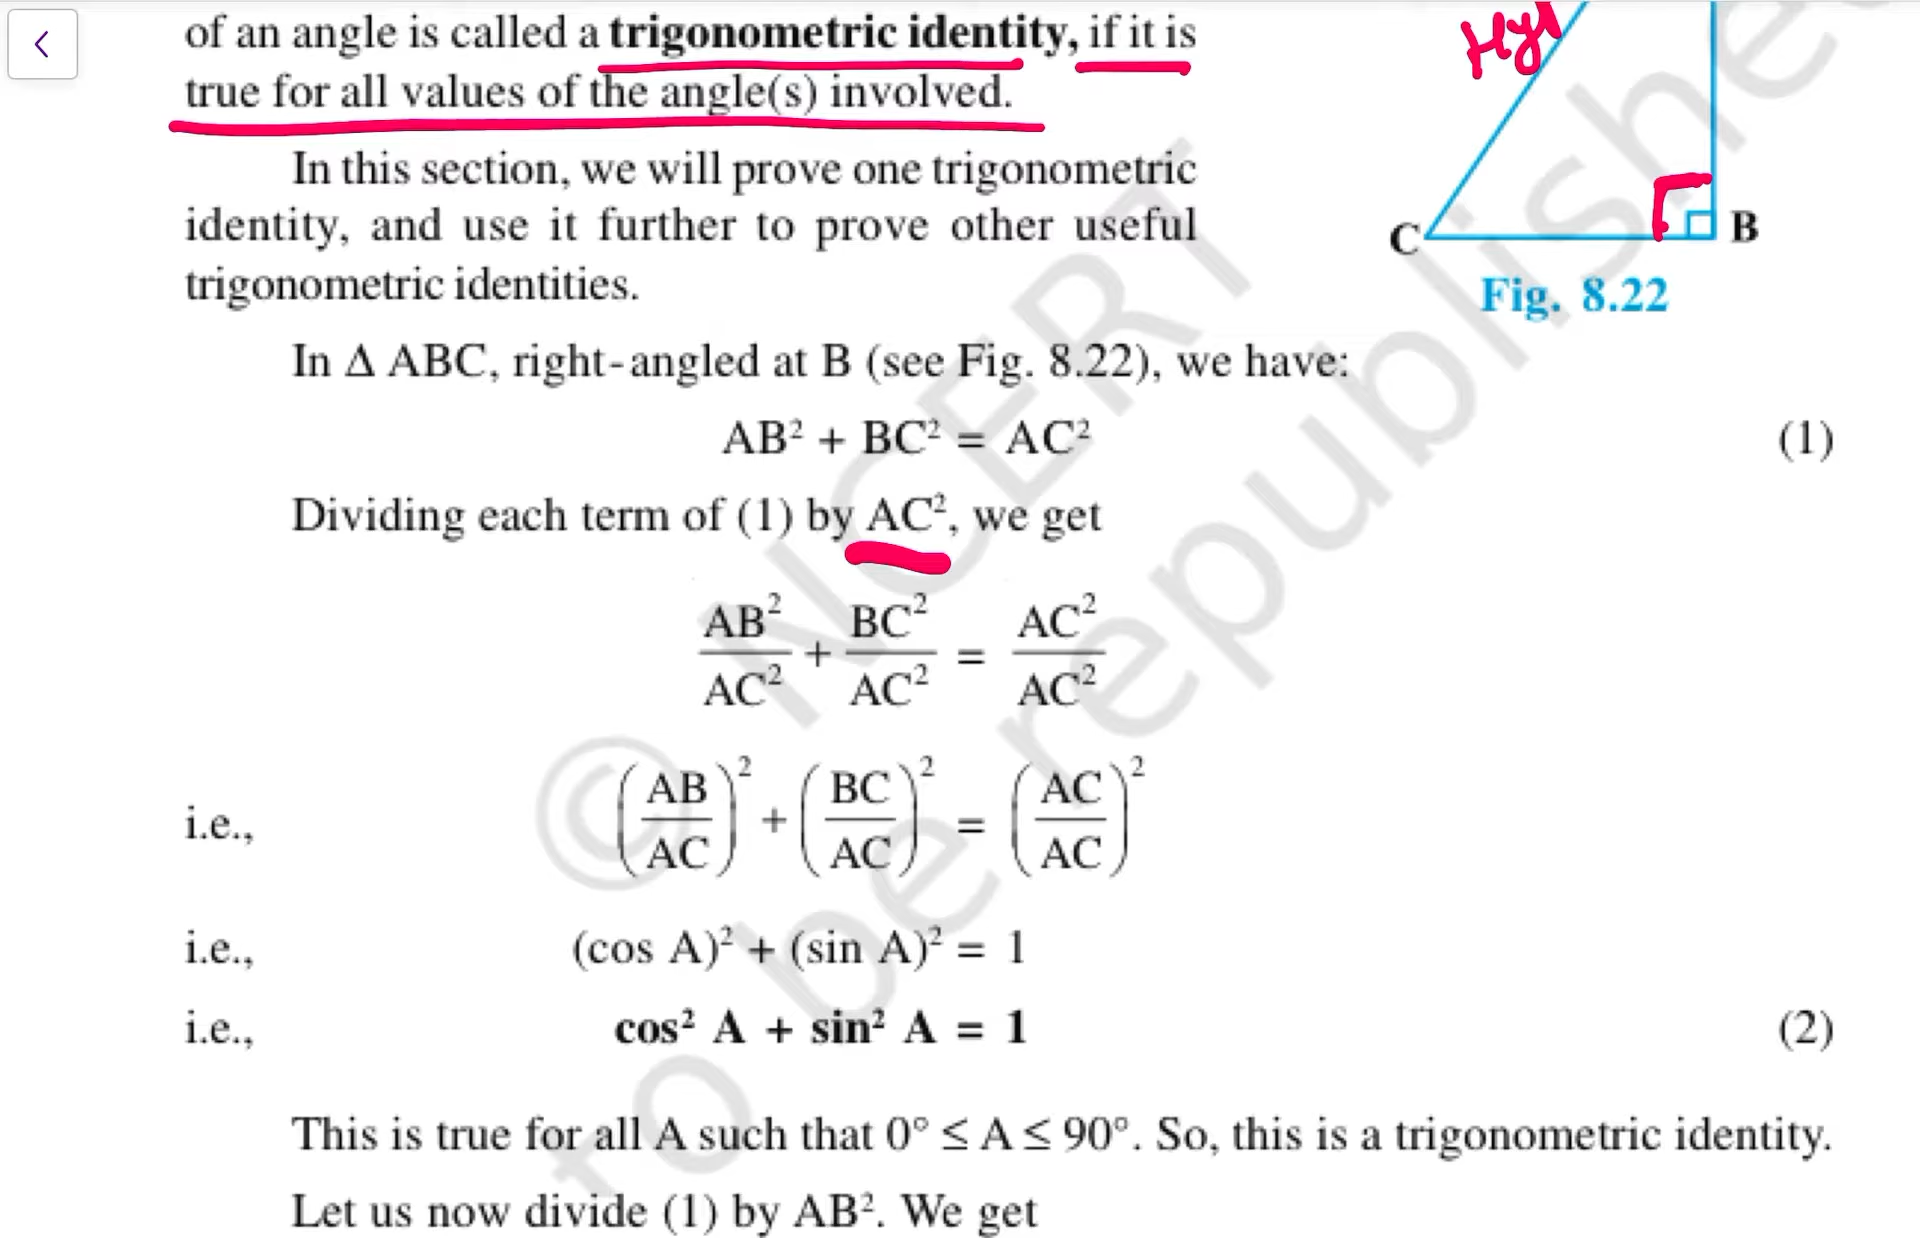 of an angle is called a trigonometric identity, if it is
true for all values of the angle(s) involved.
In this section, we will prove one trigonometric
identity, and use it further to prove other useful
trigonometric identities.
Hyp
C
B
Fig. 8.22
In Δ ABC, right-angled at B (see Fig. 8.22), we have:
AB² + BC² = AC² (1)
Dividing each term of (1) by AC², we get
AB²/AC² + BC²/AC² = AC²/AC²
i.e., (AB/AC)² + (BC/AC)² = (AC/AC)²
i.e., (cos A)² + (sin A)² = 1
i.e., cos² A + sin² A = 1 (2)
This is true for all A such that 0° ≤ A ≤ 90°. So, this is a trigonometric identity.
Let us now divide (1) by AB². We get
© NCERT
to be republishe